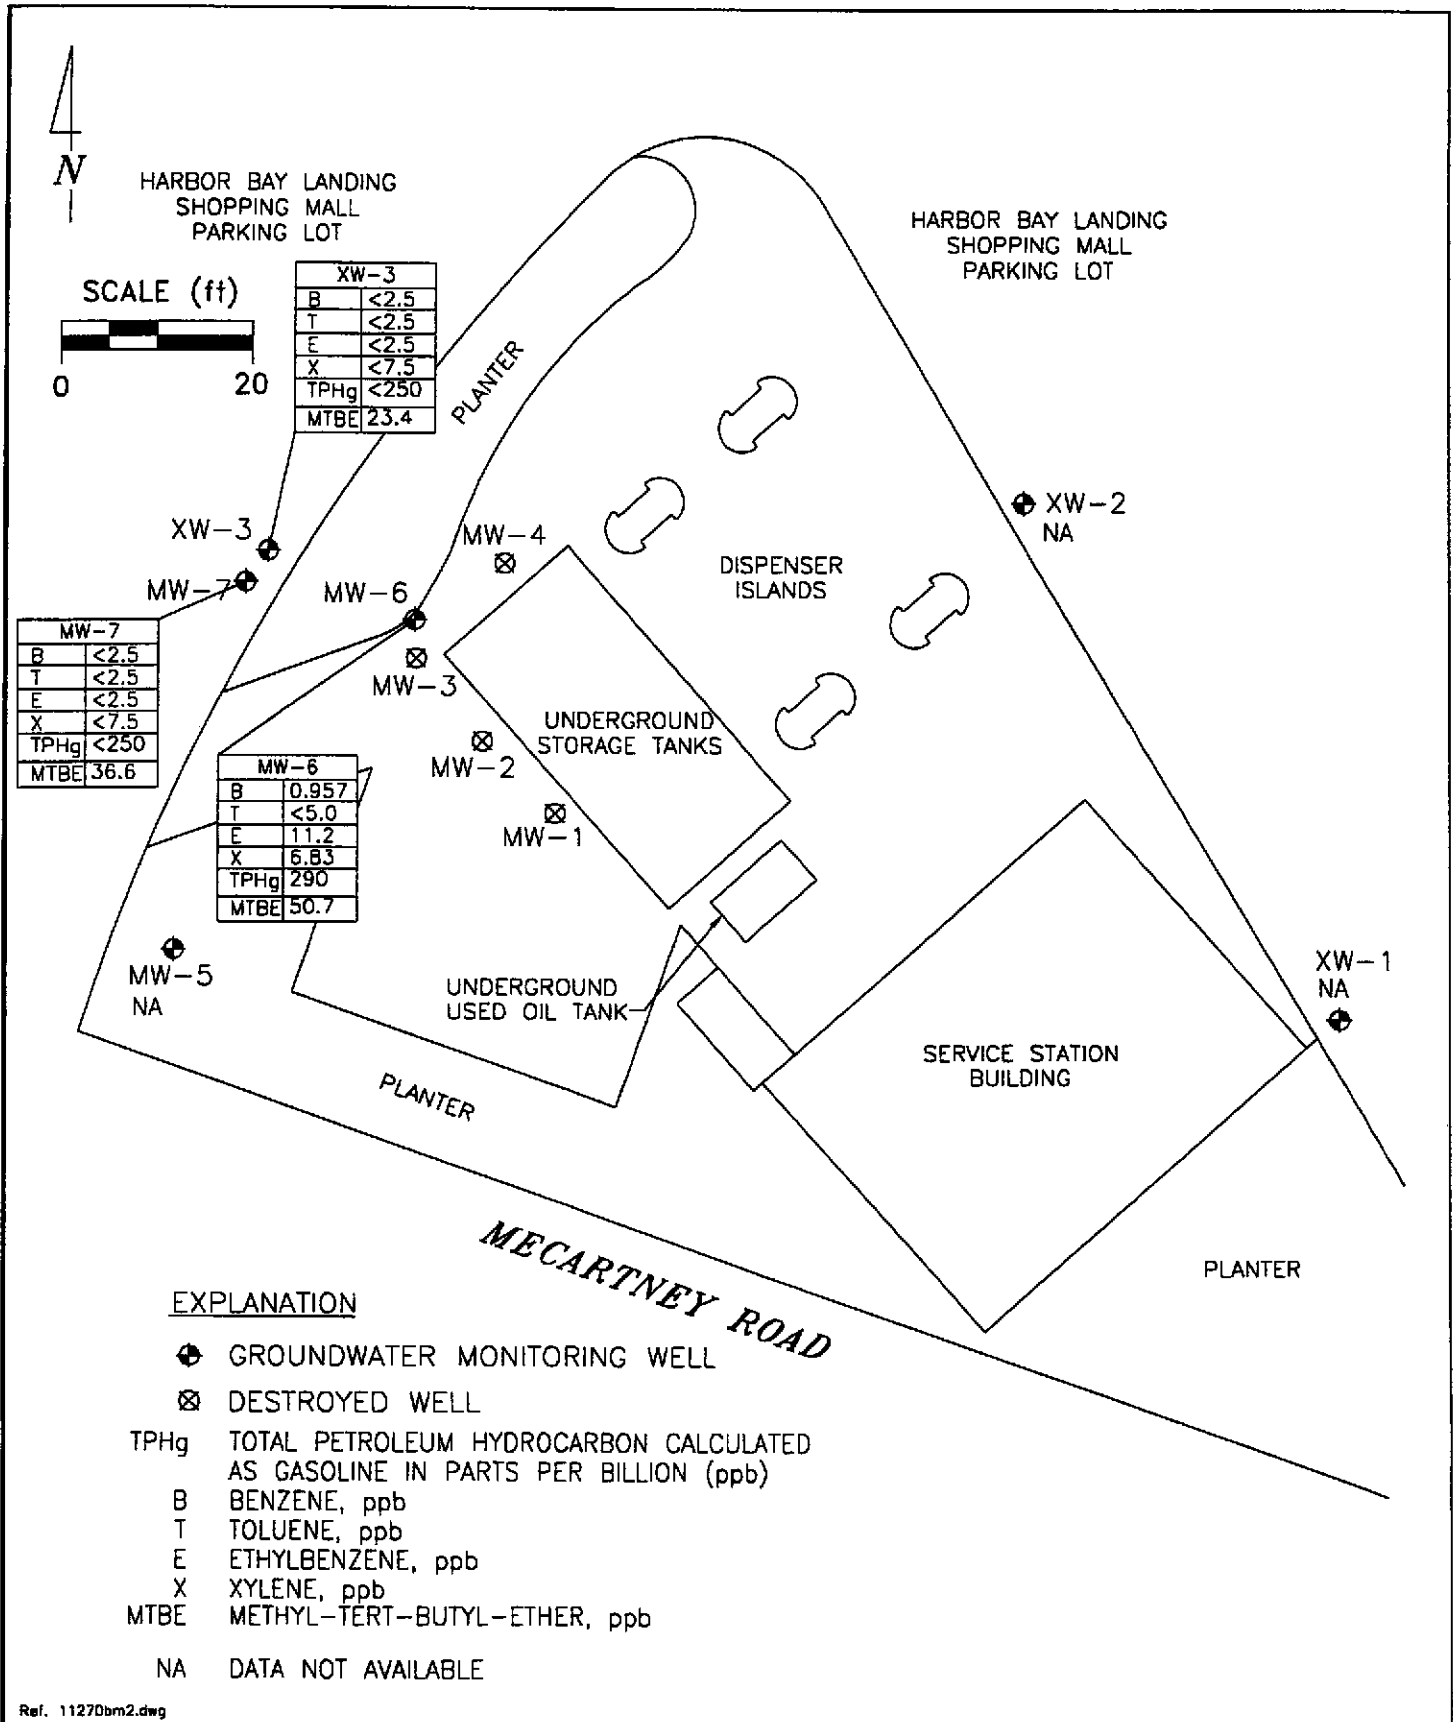 N
HARBOR BAY LANDING
SHOPPING MALL
PARKING LOT
HARBOR BAY LANDING
SHOPPING MALL
PARKING LOT
SCALE (ft)
0 20
XW-3
B <2.5
T <2.5
E <2.5
X <7.5
TPHg <250
MTBE 23.4
PLANTER
XW-3
MW-7
MW-4
MW-6
XW-2
NA
DISPENSER
ISLANDS
MW-7
B <2.5
T <2.5
E <2.5
X <7.5
TPHg <250
MTBE 36.6
MW-3
MW-2
MW-1
UNDERGROUND
STORAGE TANKS
MW-6
B 0.957
T <5.0
E 11.2
X 6.83
TPHg 290
MTBE 50.7
MW-5
NA
UNDERGROUND
USED OIL TANK
XW-1
NA
SERVICE STATION
BUILDING
PLANTER
MECARTNEY ROAD
PLANTER
EXPLANATION
GROUNDWATER MONITORING WELL
DESTROYED WELL
TPHg TOTAL PETROLEUM HYDROCARBON CALCULATED
AS GASOLINE IN PARTS PER BILLION (ppb)
B BENZENE, ppb
T TOLUENE, ppb
E ETHYLBENZENE, ppb
X XYLENE, ppb
MTBE METHYL-TERT-BUTYL-ETHER, ppb
NA DATA NOT AVAILABLE
Ref. 11270bm2.dwg